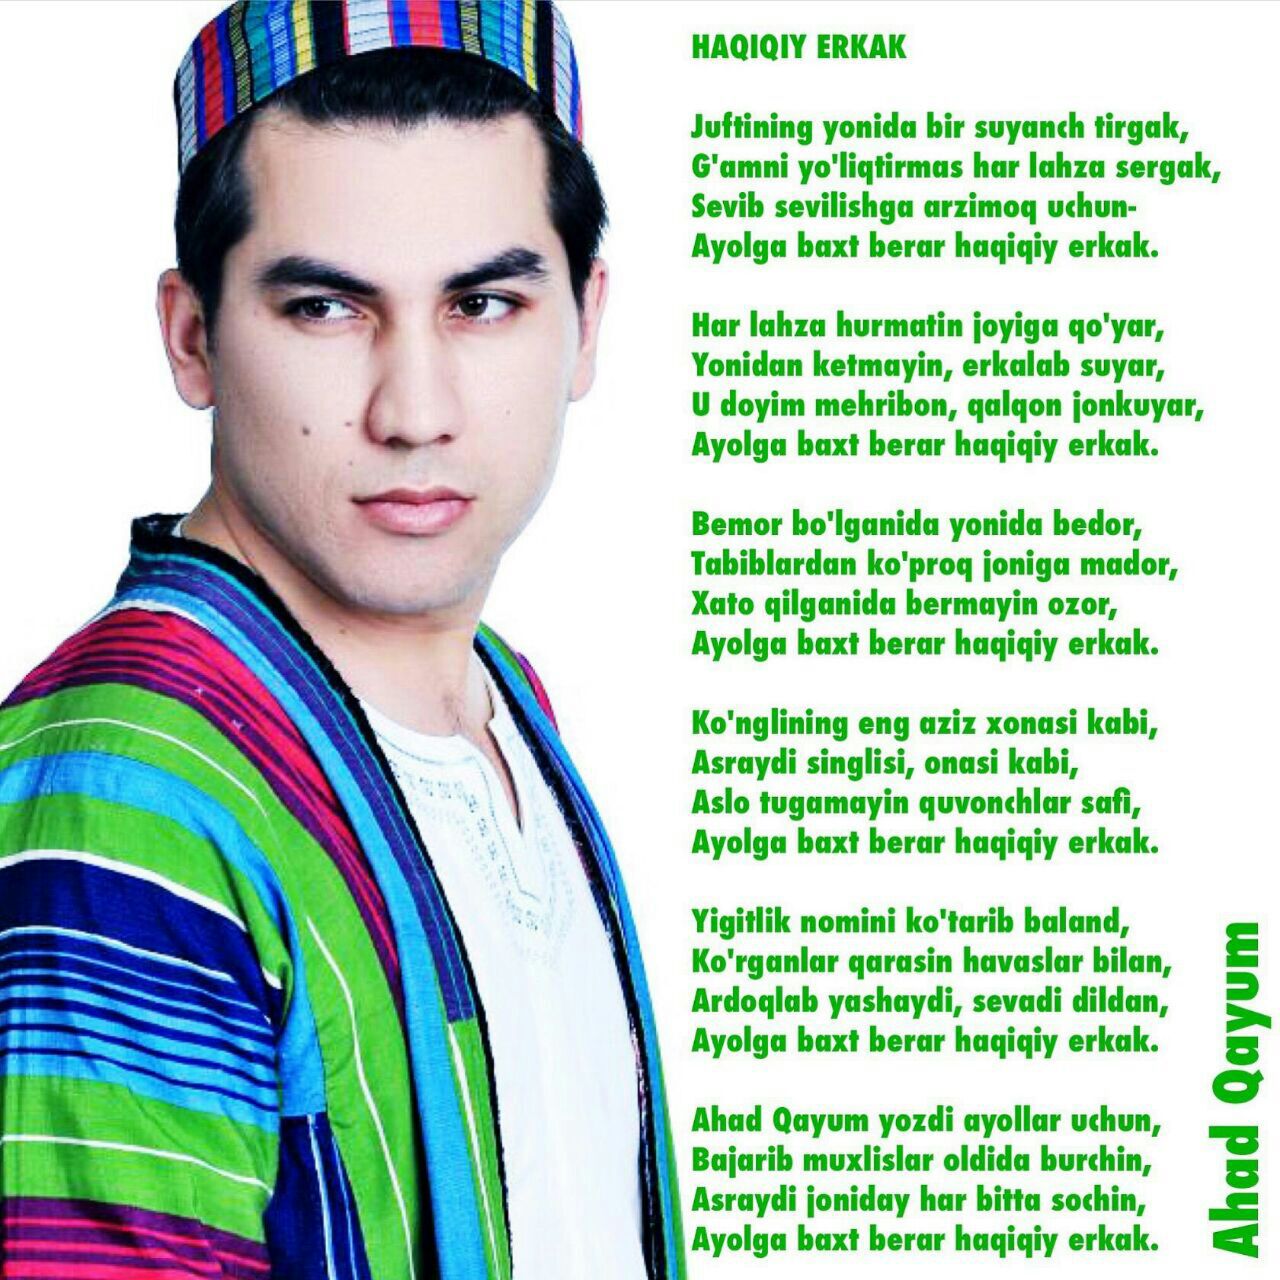 HAQIQIY ERKAK
Juftining yonida bir suyanch tirgak,
G'amni yo'liqtirmas har lahza sergak,
Sevib sevilishga arzimoq uchun-
Ayolga baxt berar haqiqiy erkak.
Har lahza hurmatin joyiga qo'yar,
Yonidan ketmayin, erkalab suyar,
U doyim mehribon, qalqon jonkuyar,
Ayolga baxt berar haqiqiy erkak.
Bemor bo'lganida yonida bedor,
Tabiblardan ko'proq joniga mador,
Xato qilganida bermayin ozor,
Ayolga baxt berar haqiqiy erkak.
Ko'nglining eng aziz xonasi kabi,
Asraydi singlisi, onasi kabi,
Aslo tugamayin quvonchlar safi,
Ayolga baxt berar haqiqiy erkak.
Yigitlik nomini ko'tarib baland,
Ko'rganlar qarasin havaslar bilan,
Ardoqlab yashaydi, sevadi dildan,
Ayolga baxt berar haqiqiy erkak.
Ahad Qayum yozdi ayollar uchun,
Bajarib muxlislar oldida burchin,
Asraydi joniday har bitta sochin,
Ayolga baxt berar haqiqiy erkak.
Ahad Qayum